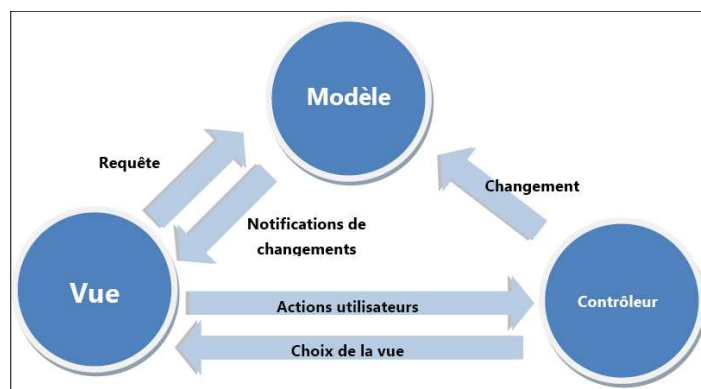 Modèle
Requête
Changement
Notifications de
changements
Vue
Actions utilisateurs
Contrôleur
Choix de la vue